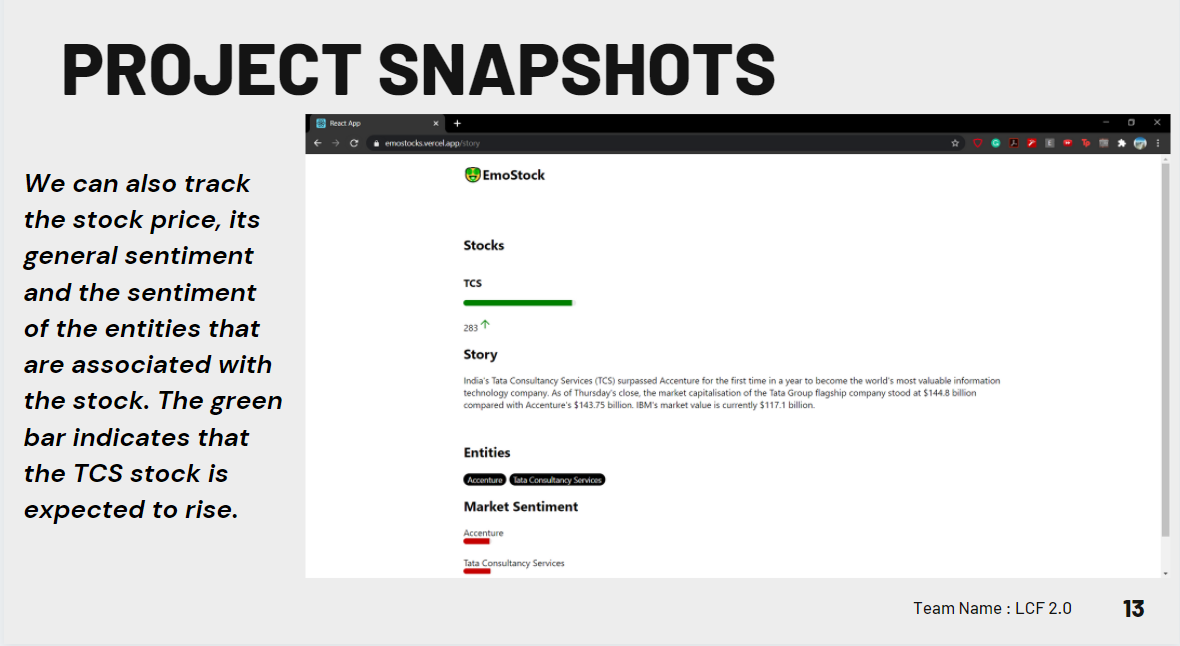 PROJECT SNAPSHOTS
We can also track
the stock price, its
general sentiment
and the sentiment
of the entities that
are associated with
the stock. The green
bar indicates that
the TCS stock is
expected to rise.
React App
emostocks.vercel.app/story
EmoStock
Stocks
TCS
283
Story
India's Tata Consultancy Services (TCS) surpassed Accenture for the first time in a year to become the world's most valuable information
technology company. As of Thursday's close, the market capitalisation of the Tata Group flagship company stood at $144.8 billion
compared with Accenture's $143.75 billion. IBM's market value is currently $117.1 billion.
Entities
Accenture Tata Consultancy Services
Market Sentiment
Accenture
Tata Consultancy Services
Team Name : LCF 2.0 13